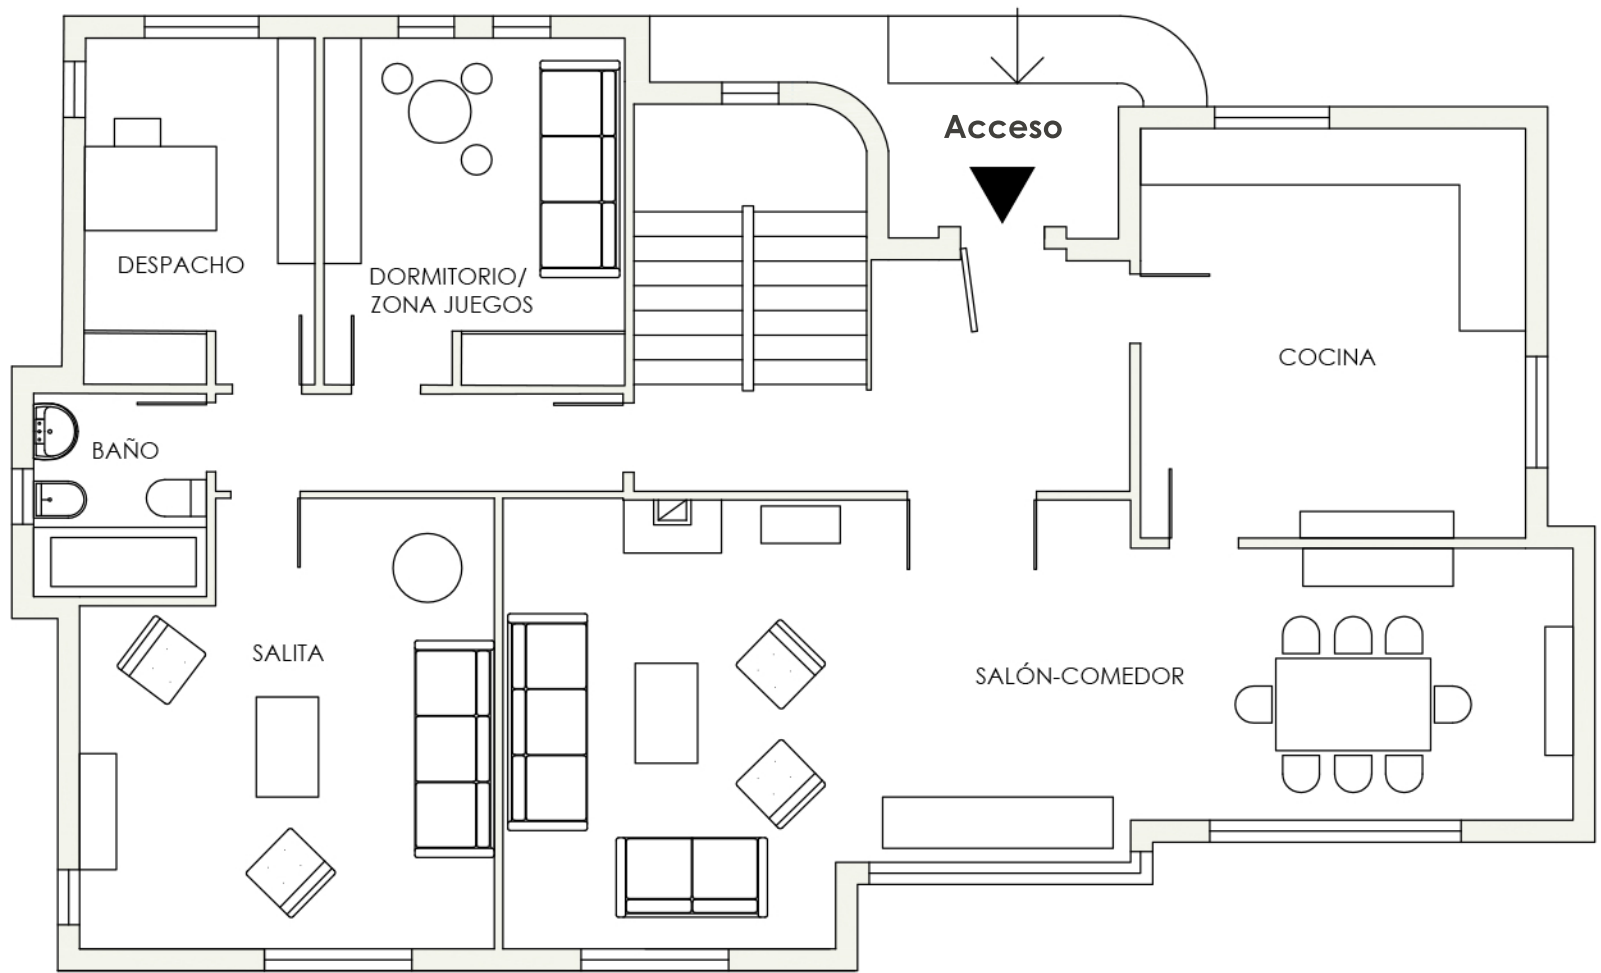 Acceso
DESPACHO
DORMITORIO/
ZONA JUEGOS
COCINA
BAÑO
SALITA
SALÓN-COMEDOR